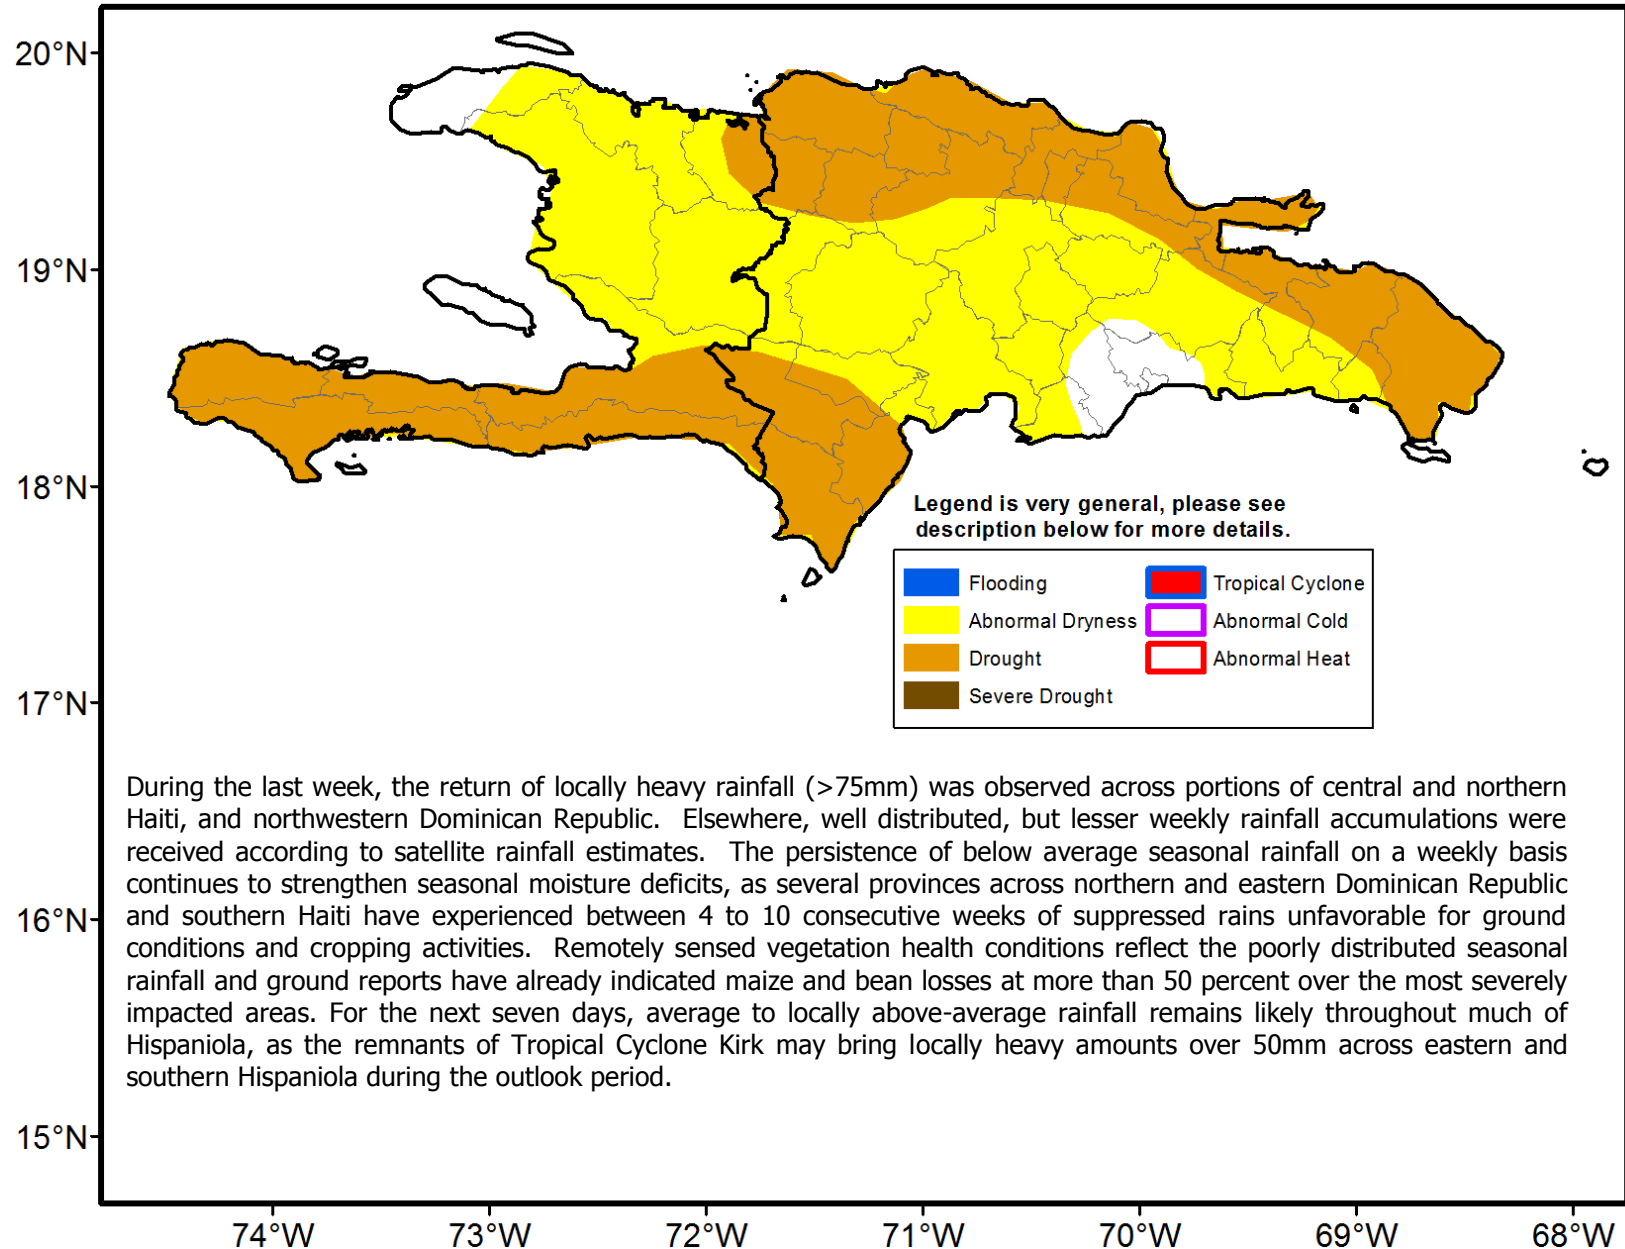 20°N
19°N
18°N
17°N
16°N
15°N
Legend is very general, please see
description below for more details.
Flooding
Tropical Cyclone
Abnormal Dryness
Abnormal Cold
Drought
Abnormal Heat
Severe Drought
During the last week, the return of locally heavy rainfall (>75mm) was observed across portions of central and northern
Haiti, and northwestern Dominican Republic. Elsewhere, well distributed, but lesser weekly rainfall accumulations were
received according to satellite rainfall estimates. The persistence of below average seasonal rainfall on a weekly basis
continues to strengthen seasonal moisture deficits, as several provinces across northern and eastern Dominican Republic
and southern Haiti have experienced between 4 to 10 consecutive weeks of suppressed rains unfavorable for ground
conditions and cropping activities. Remotely sensed vegetation health conditions reflect the poorly distributed seasonal
rainfall and ground reports have already indicated maize and bean losses at more than 50 percent over the most severely
impacted areas. For the next seven days, average to locally above-average rainfall remains likely throughout much of
Hispaniola, as the remnants of Tropical Cyclone Kirk may bring locally heavy amounts over 50mm across eastern and
southern Hispaniola during the outlook period.
74°W 73°W 72°W 71°W 70°W 69°W 68°W